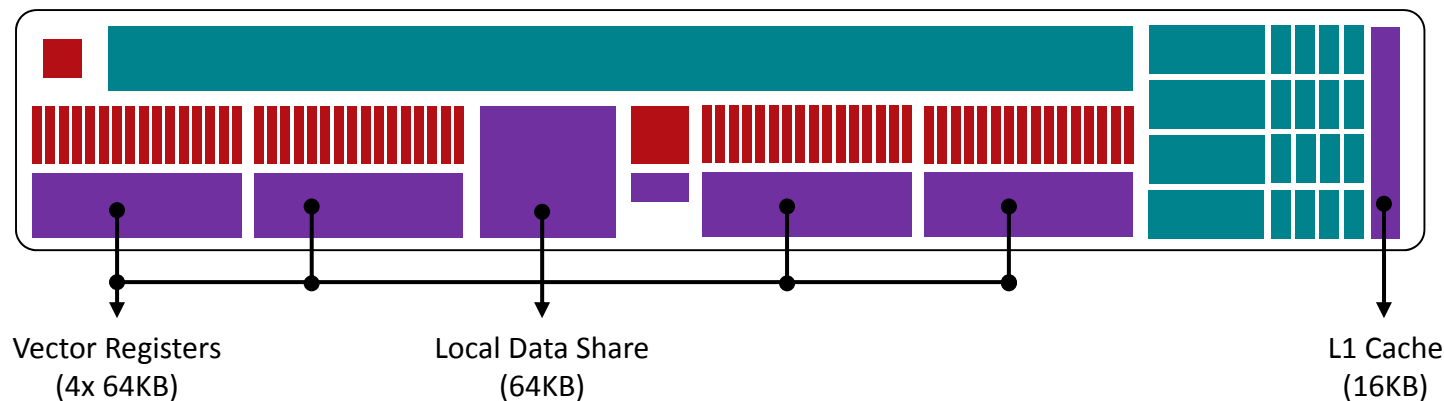 Vector Registers
(4x 64KB)
Local Data Share
(64KB)
L1 Cache
(16KB)